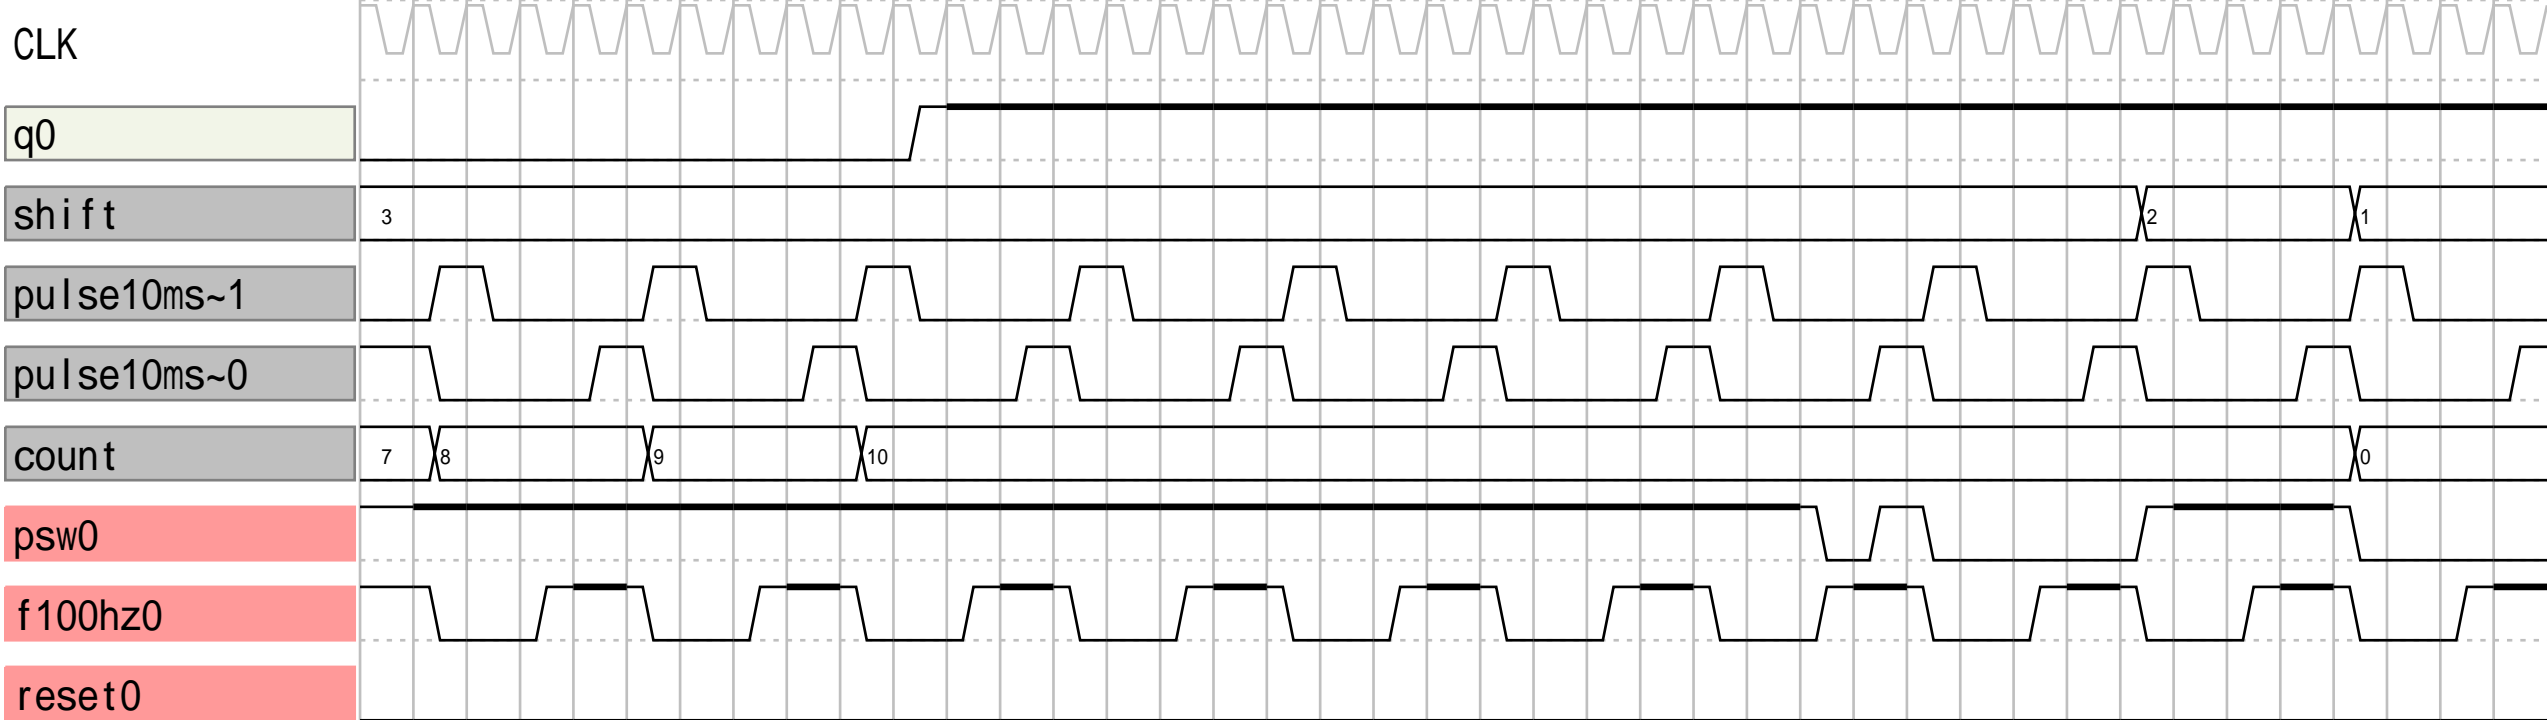 CLK
q0
shift 3 2 1
pulse10ms~1
pulse10ms~0
count 7 8 9 10 0
psw0
f100hz0
reset0